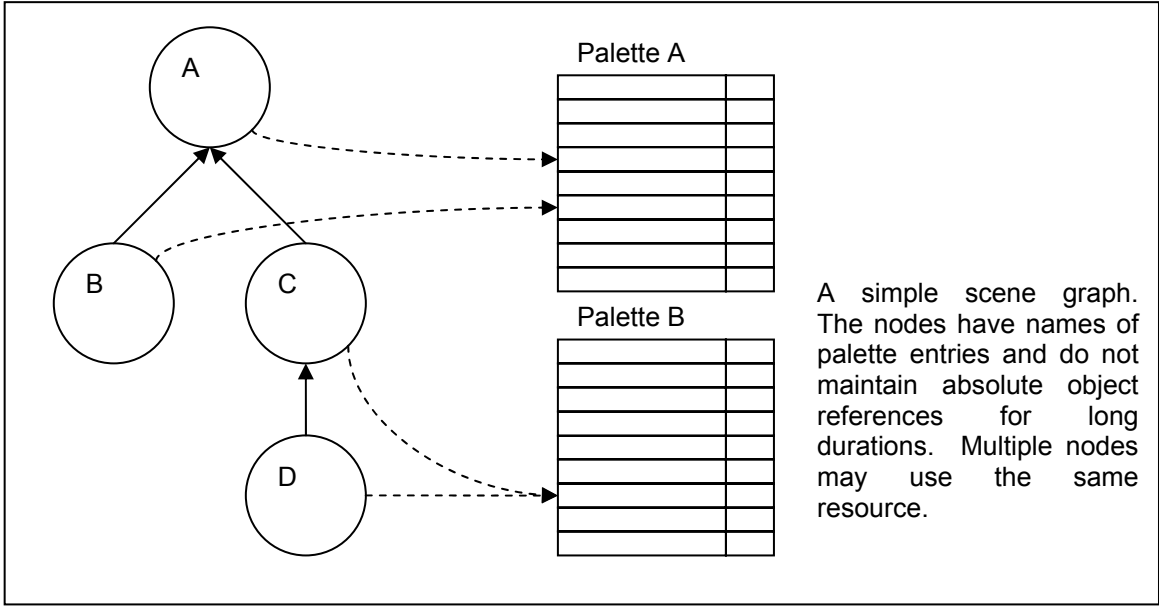 A
Palette A
B
C
Palette B
D
A simple scene graph.
The nodes have names of
palette entries and do not
maintain absolute object
references for long
durations. Multiple nodes
may use the same
resource.